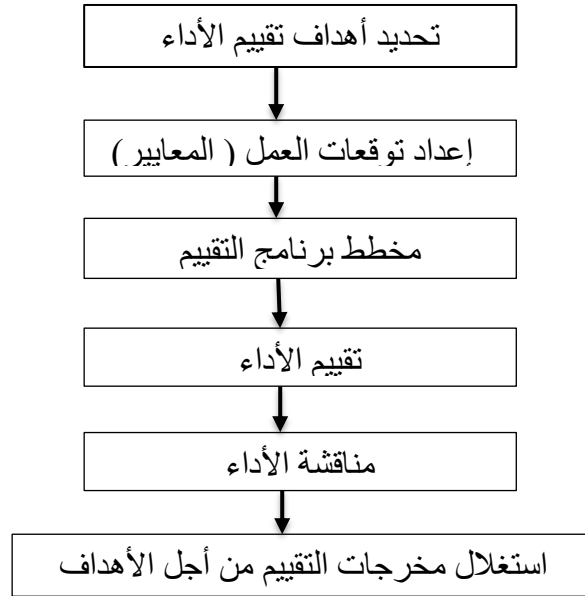 تحديد أهداف تقييم الأداء
إعداد توقعات العمل ( المعايير)
مخطط برنامج التقييم
تقييم الأداء
مناقشة الأداء
استغلال مخرجات التقييم من أجل الأهداف